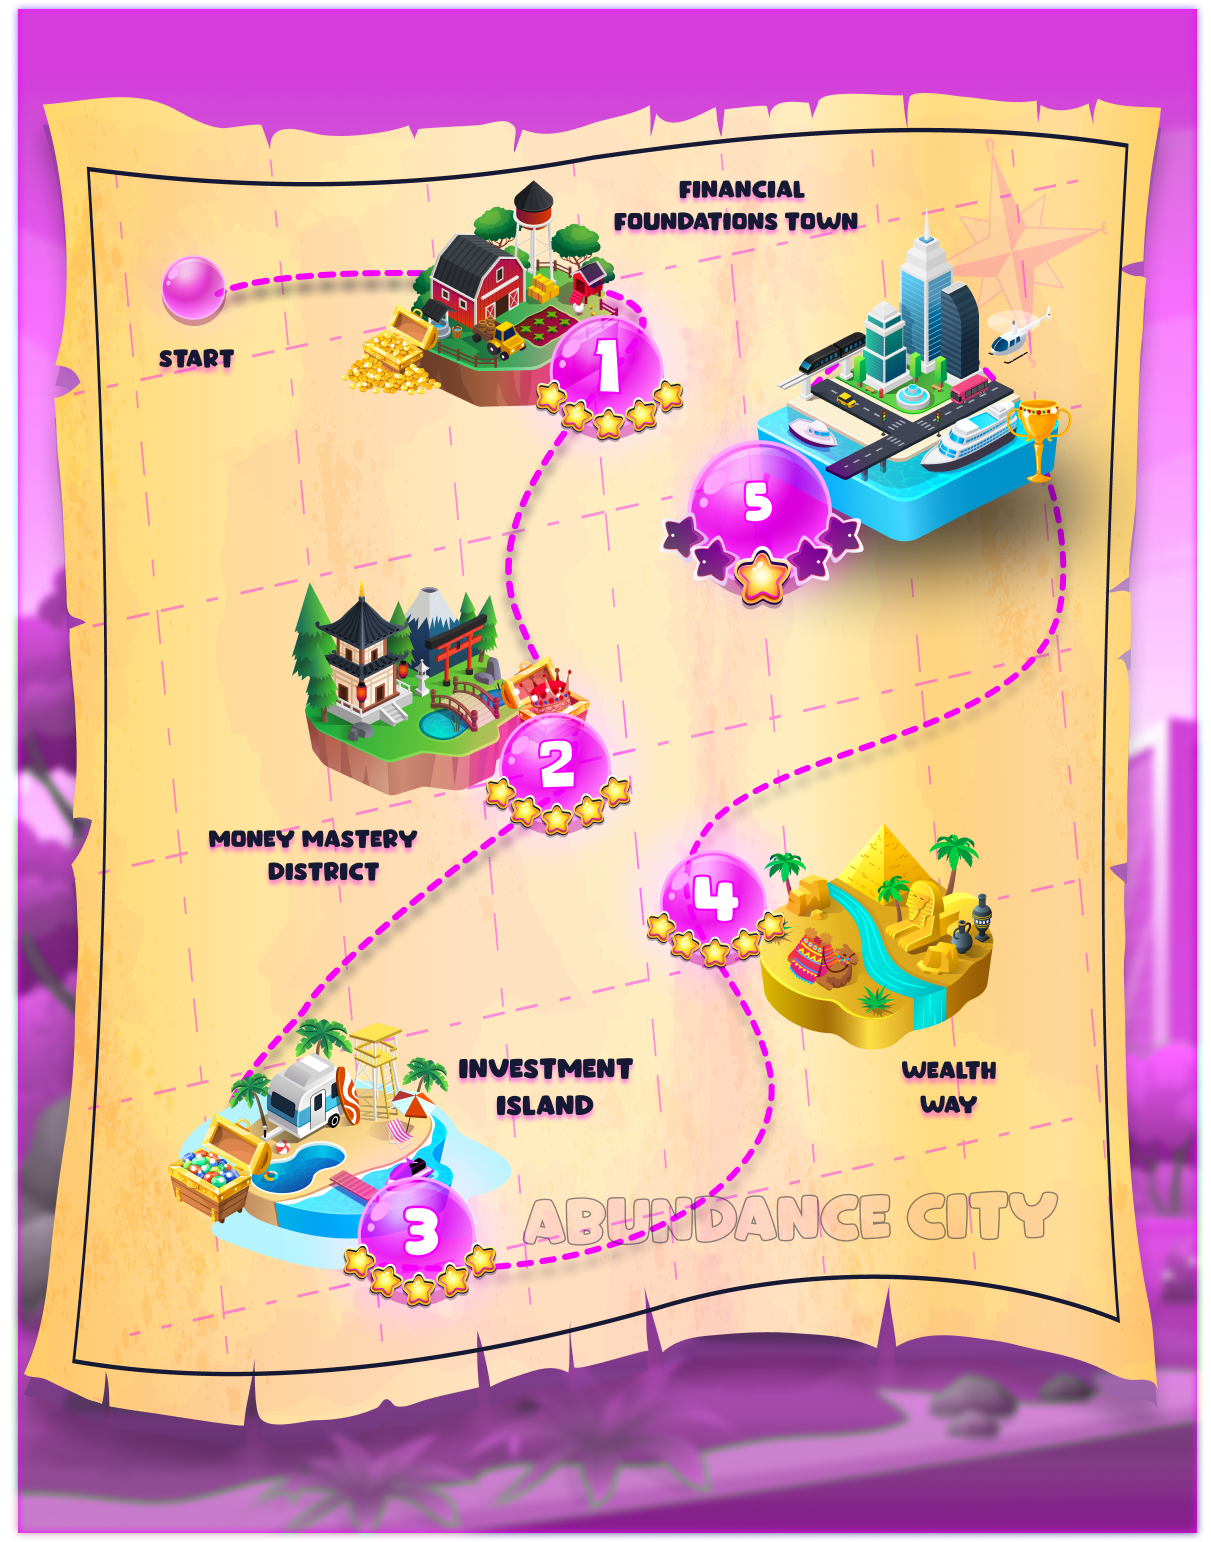 FINANCIAL
FOUNDATIONS TOWN
START
1
5
2
MONEY MASTERY
DISTRICT
4
INVESTMENT
ISLAND
WEALTH
WAY
3
ABUNDANCE CITY